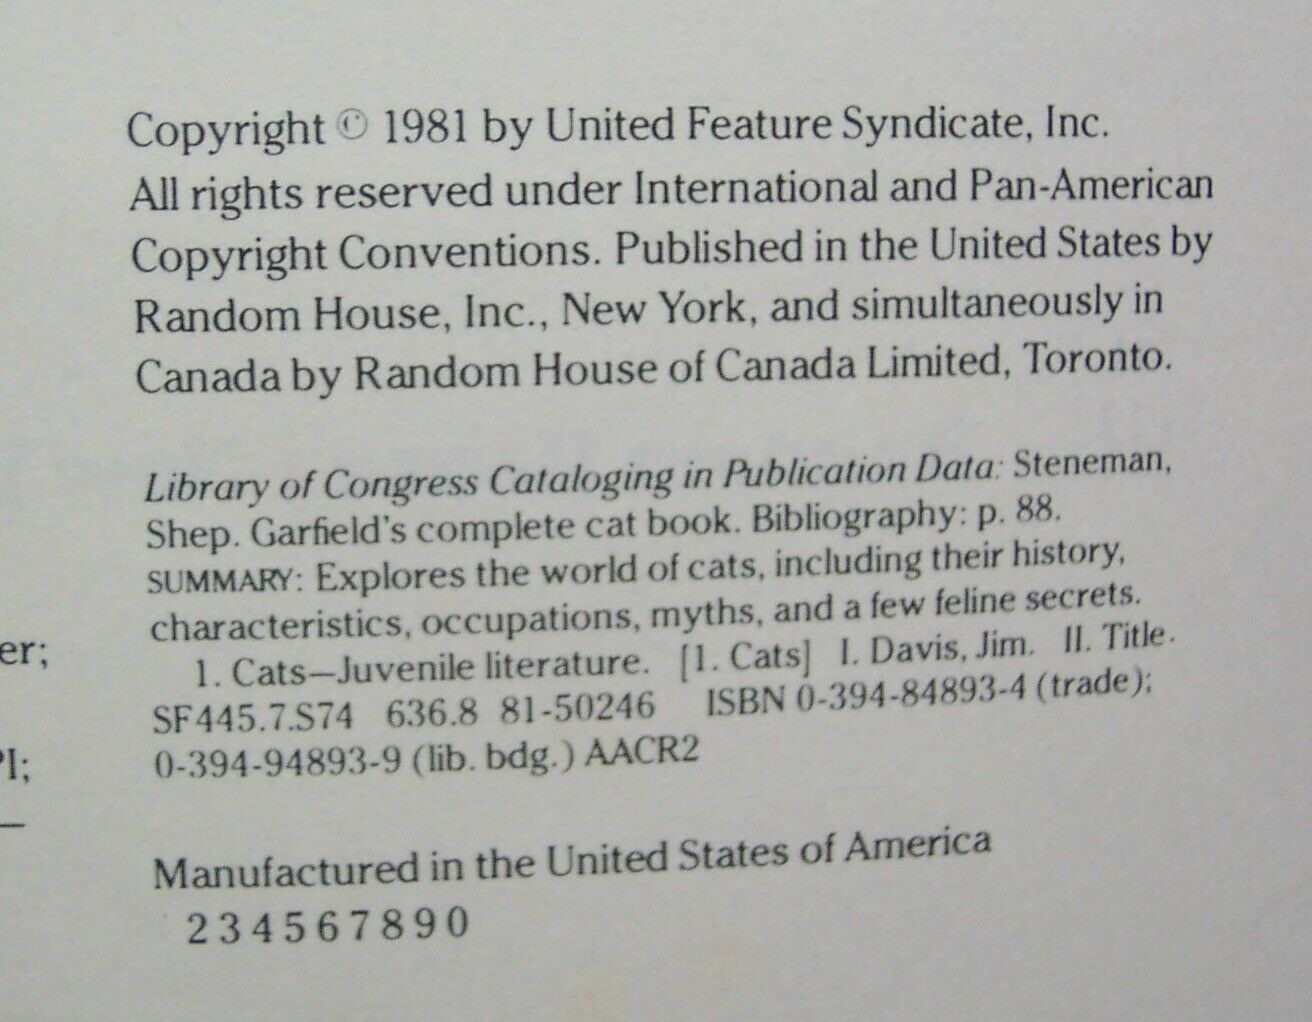 Copyright © 1981 by United Feature Syndicate, Inc.
All rights reserved under International and Pan-American
Copyright Conventions. Published in the United States by
Random House, Inc., New York, and simultaneously in
Canada by Random House of Canada Limited, Toronto.
Library of Congress Cataloging in Publication Data: Steneman,
Shep. Garfield's complete cat book. Bibliography: p. 88.
SUMMARY: Explores the world of cats, including their history,
characteristics, occupations, myths, and a few feline secrets.
1. Cats—Juvenile literature. [1. Cats] I. Davis, Jim. II. Title.
SF445.7.S74 636.8 81-50246 ISBN 0-394-84893-4 (trade);
0-394-94893-9 (lib. bdg.) AACR2
Manufactured in the United States of America
2 3 4 5 6 7 8 9 0